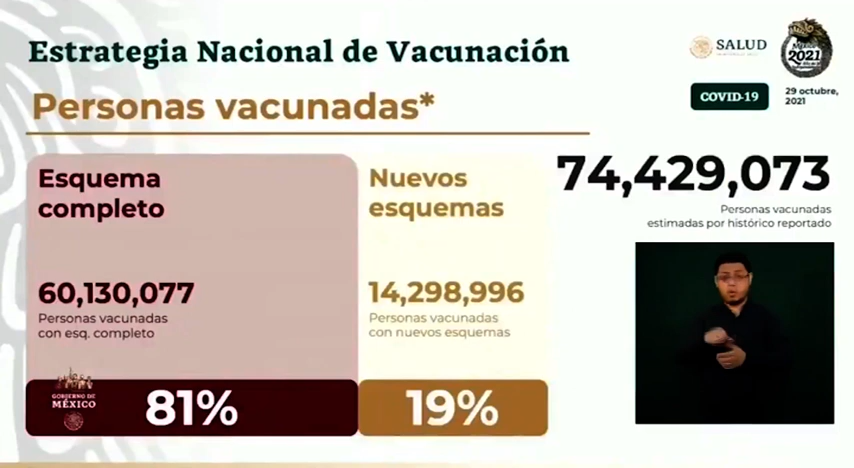 Estrategia Nacional de Vacunación
SALUD
2021
Personas vacunadas*
COVID-19
29 octubre,
2021
Esquema
completo
Nuevos
esquemas
74,429,073
Personas vacunadas
estimadas por histórico reportado
60,130,077
Personas vacunadas
con esq. completo
14,298,996
Personas vacunadas
con nuevos esquemas
GOBIERNO DE
MÉXICO
81%
19%